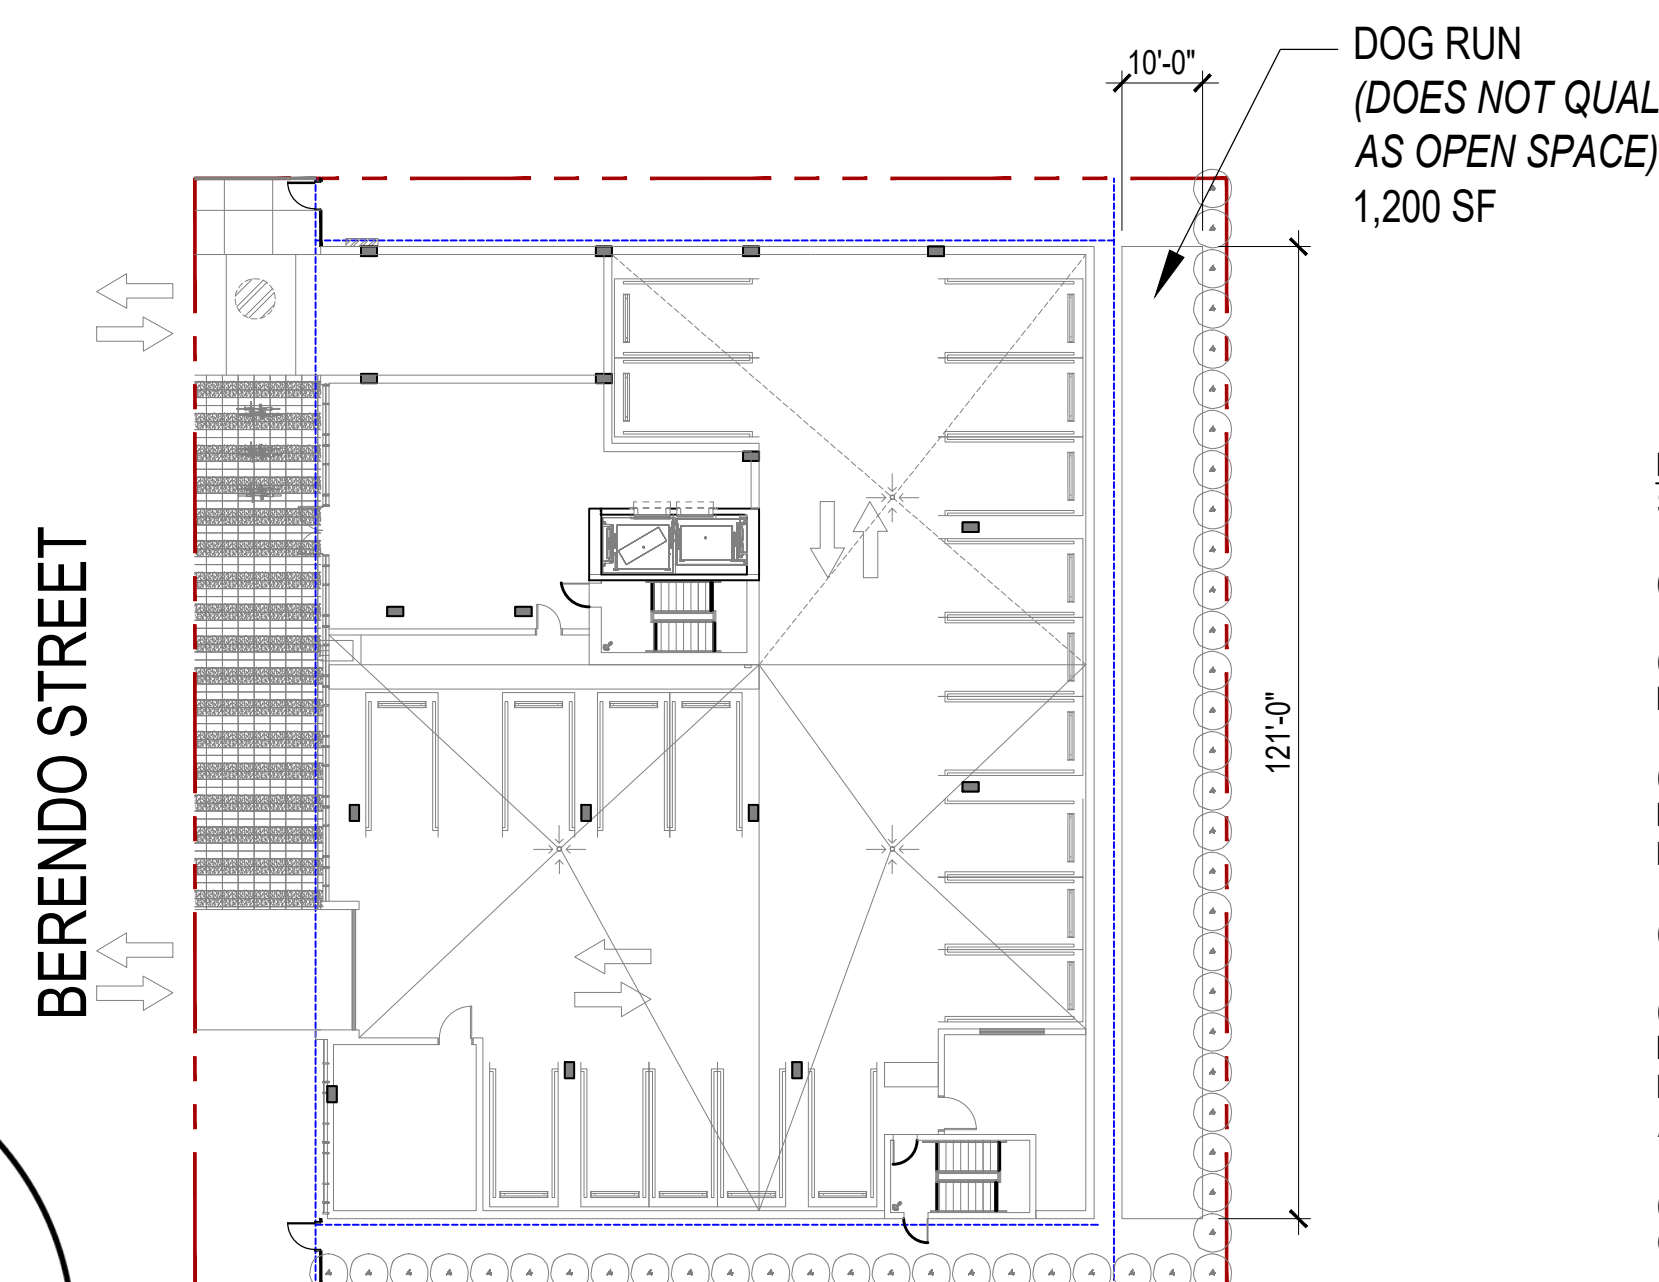 10'-0"
DOG RUN
(DOES NOT QUAL
AS OPEN SPACE)
1,200 SF
BERENDO STREET
121'-0"